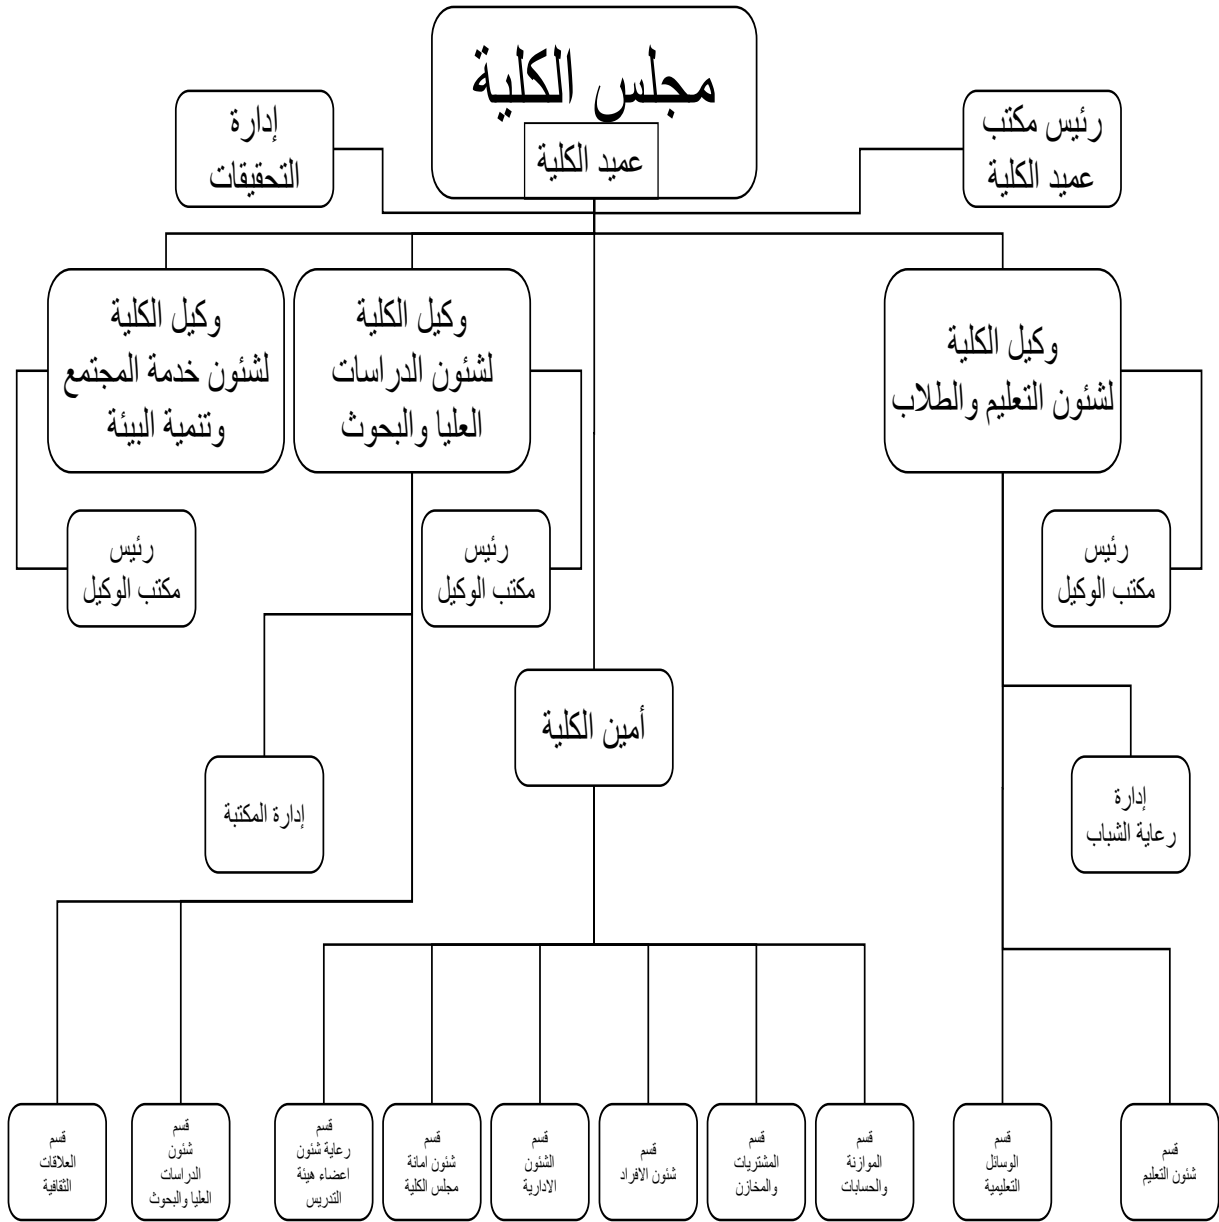 مجلس الكلية
عميد الكلية
رئيس مكتب
عميد الكلية
إدارة
التحقيقات
وكيل الكلية
لشئون التعليم والطلاب
وكيل الكلية
لشئون الدراسات
العليا والبحوث
وكيل الكلية
لشئون خدمة المجتمع
وتنمية البيئة
رئيس
مكتب الوكيل
رئيس
مكتب الوكيل
رئيس
مكتب الوكيل
أمين الكلية
إدارة
رعاية الشباب
إدارة المكتبة
قسم
شئون التعليم
قسم
الوسائل
التعليمية
قسم
الموازنة
والحسابات
قسم
المشتريات
والمخازن
قسم
شئون الافراد
قسم
الشئون
الادارية
قسم
شئون امانة
مجلس الكلية
قسم
رعاية شئون
اعضاء هيئة
التدريس
قسم
شئون
الدراسات
العليا والبحوث
قسم
العلاقات
الثقافية